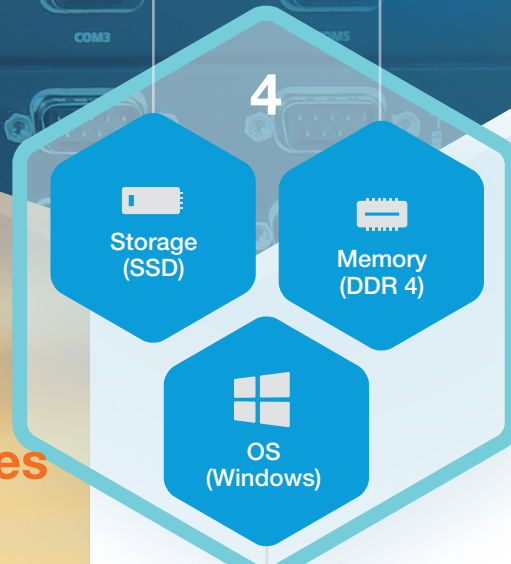 COM3
4
Storage
(SSD)
Memory
(DDR 4)
OS
(Windows)
es